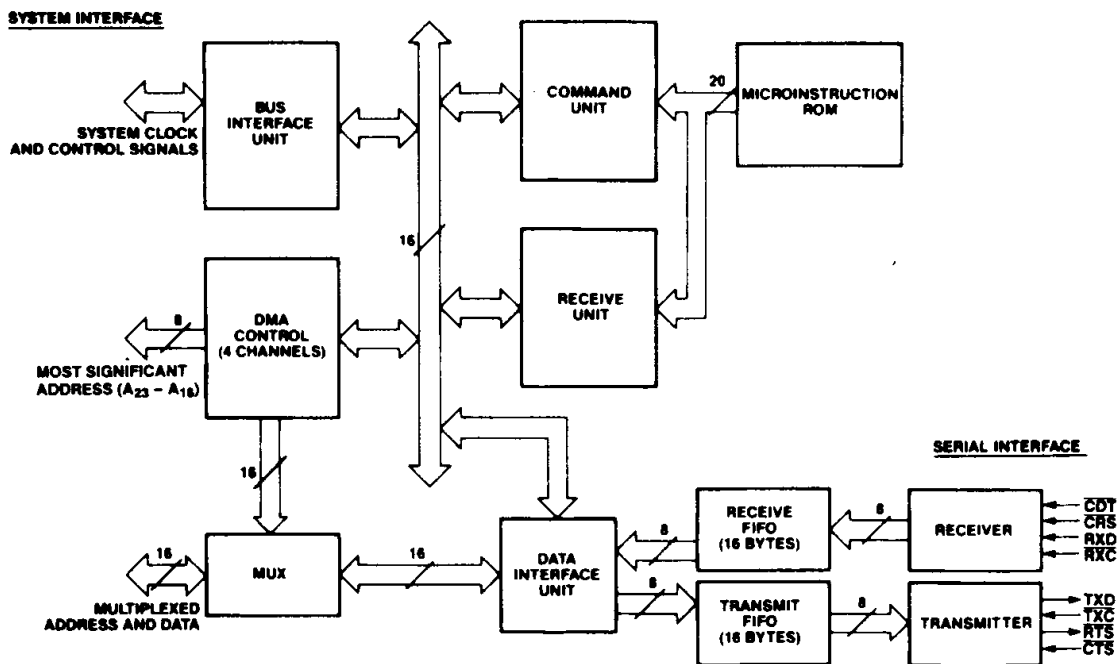 SYSTEM INTERFACE
BUS
INTERFACE
UNIT
SYSTEM CLOCK
AND CONTROL SIGNALS
16
COMMAND
UNIT
20
MICROINSTRUCTION
ROM
RECEIVE
UNIT
DMA
CONTROL
(4 CHANNELS)
8
MOST SIGNIFICANT
ADDRESS (A23 – A16)
16
16
MUX
MULTIPLEXED
ADDRESS AND DATA
16
DATA
INTERFACE
UNIT
SERIAL INTERFACE
8
RECEIVE
FIFO
(16 BYTES)
8
RECEIVER
CDT
CRS
RXD
RXC
8
TRANSMIT
FIFO
(16 BYTES)
8
TRANSMITTER
TXD
TXC
RTS
CTS